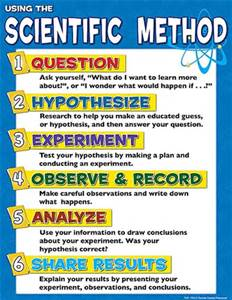 USING THE
SCIENTIFIC METHOD
1 QUESTION
Ask yourself, "What do I want to learn more
about?", or "I wonder what would happen if . . .?"
2 HYPOTHESIZE
Research to help you make an educated guess,
or hypothesis, and then answer your question.
3 EXPERIMENT
Test your hypothesis by making a plan and
conducting an experiment.
4 OBSERVE & RECORD
Make careful observations and write down
what happens.
5 ANALYZE
Use your information to draw conclusions
about your experiment. Was your
hypothesis correct?
6 SHARE RESULTS
Explain your results by presenting your
experiment, observations, and conclusions.